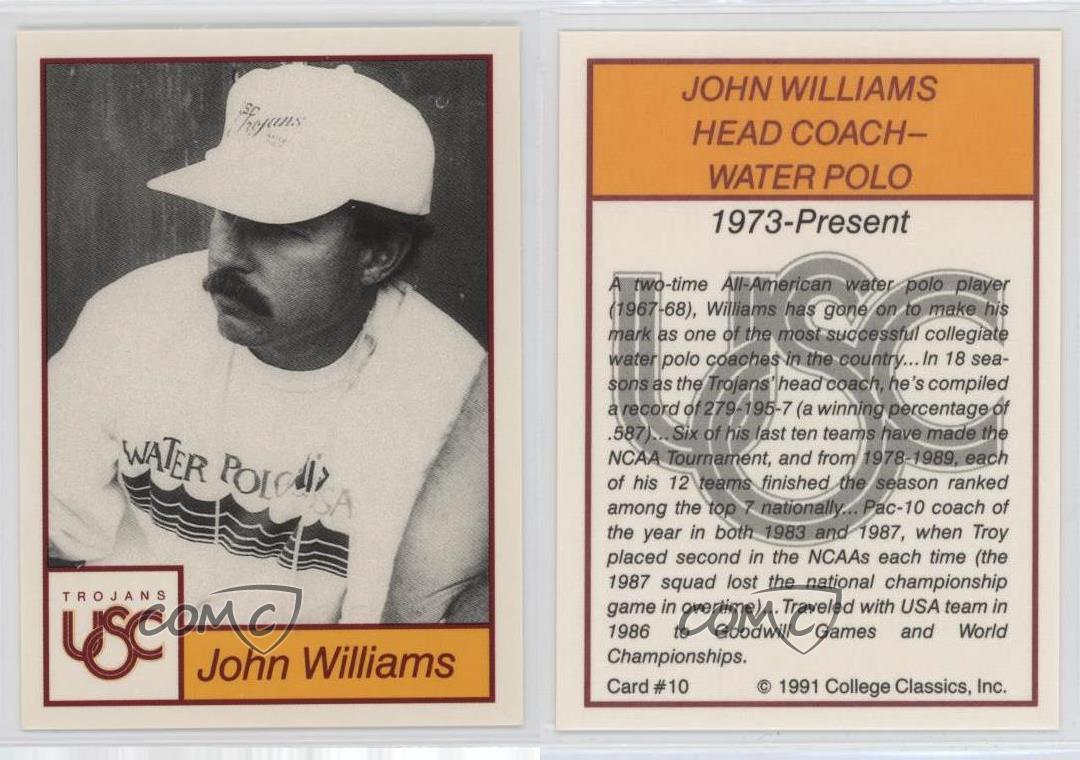 USC
Trojans
WATER POLO
USA
TROJANS
USC
John Williams
COMC
JOHN WILLIAMS
HEAD COACH–
WATER POLO
1973-Present
A two-time All-American water polo player
(1967-68), Williams has gone on to make his
mark as one of the most successful collegiate
water polo coaches in the country...In 18 sea-
sons as the Trojans' head coach, he's compiled
a record of 279-195-7 (a winning percentage of
.587)...Six of his last ten teams have made the
NCAA Tournament, and from 1978-1989, each
of his 12 teams finished the season ranked
among the top 7 nationally...Pac-10 coach of
the year in both 1983 and 1987, when Troy
placed second in the NCAAs each time (the
1987 squad lost the national championship
game in overtime)...Traveled with USA team in
1986 to Goodwill Games and World
Championships.
Card #10 © 1991 College Classics, Inc.
USC
COMC